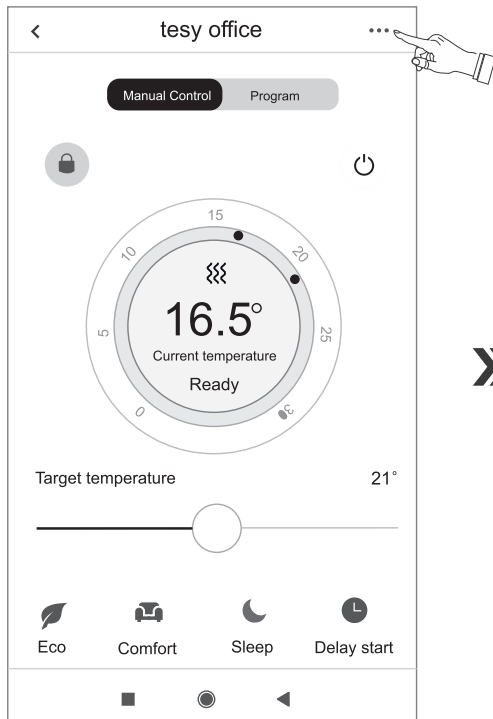 tesy office
Manual Control Program
15
10 20
5 25
0 30
16.5°
Current temperature
Ready
Target temperature 21°
Eco Comfort Sleep Delay start